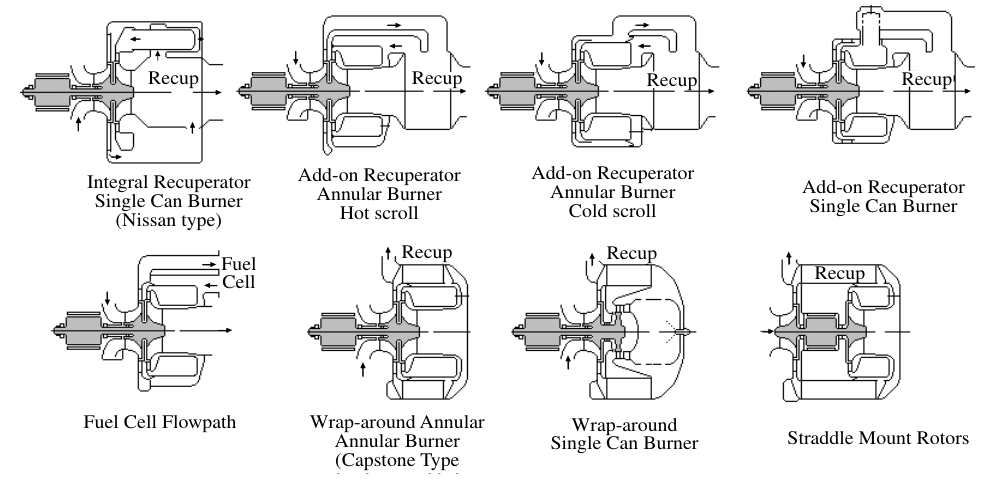 Recup
Integral Recuperator
Single Can Burner
(Nissan type)
Recup
Add-on Recuperator
Annular Burner
Hot scroll
Recup
Add-on Recuperator
Annular Burner
Cold scroll
Recup
Add-on Recuperator
Single Can Burner
Fuel
Cell
Fuel Cell Flowpath
Recup
Wrap-around Annular
Annular Burner
(Capstone Type
Recup
Wrap-around
Single Can Burner
Recup
Straddle Mount Rotors